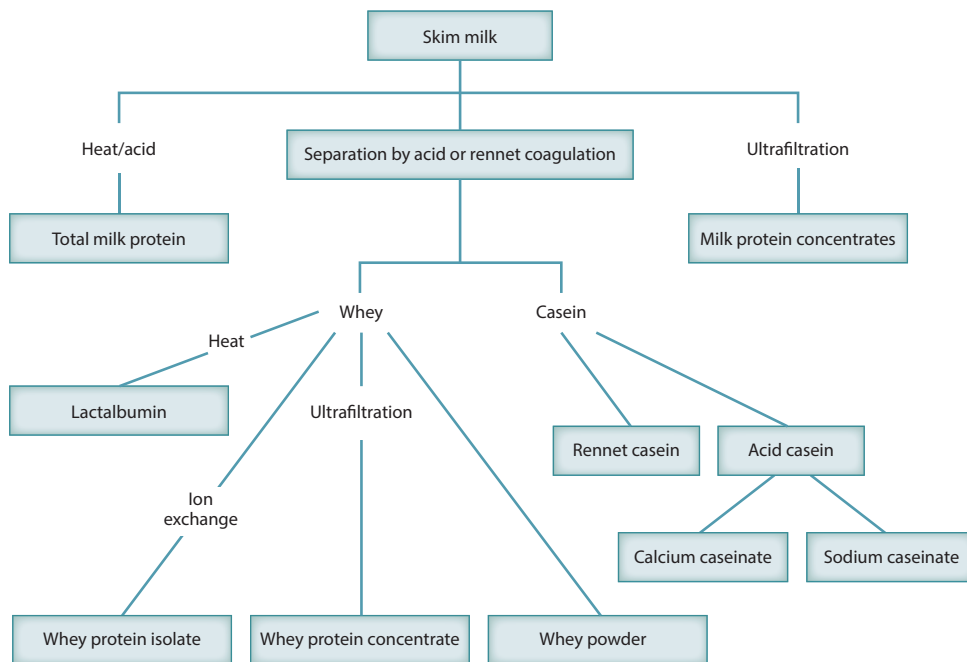 Skim milk
Heat/acid
Separation by acid or rennet coagulation
Ultrafiltration
Total milk protein
Milk protein concentrates
Whey
Casein
Heat
Lactalbumin
Ultrafiltration
Rennet casein
Acid casein
Ion
exchange
Calcium caseinate
Sodium caseinate
Whey protein isolate
Whey protein concentrate
Whey powder